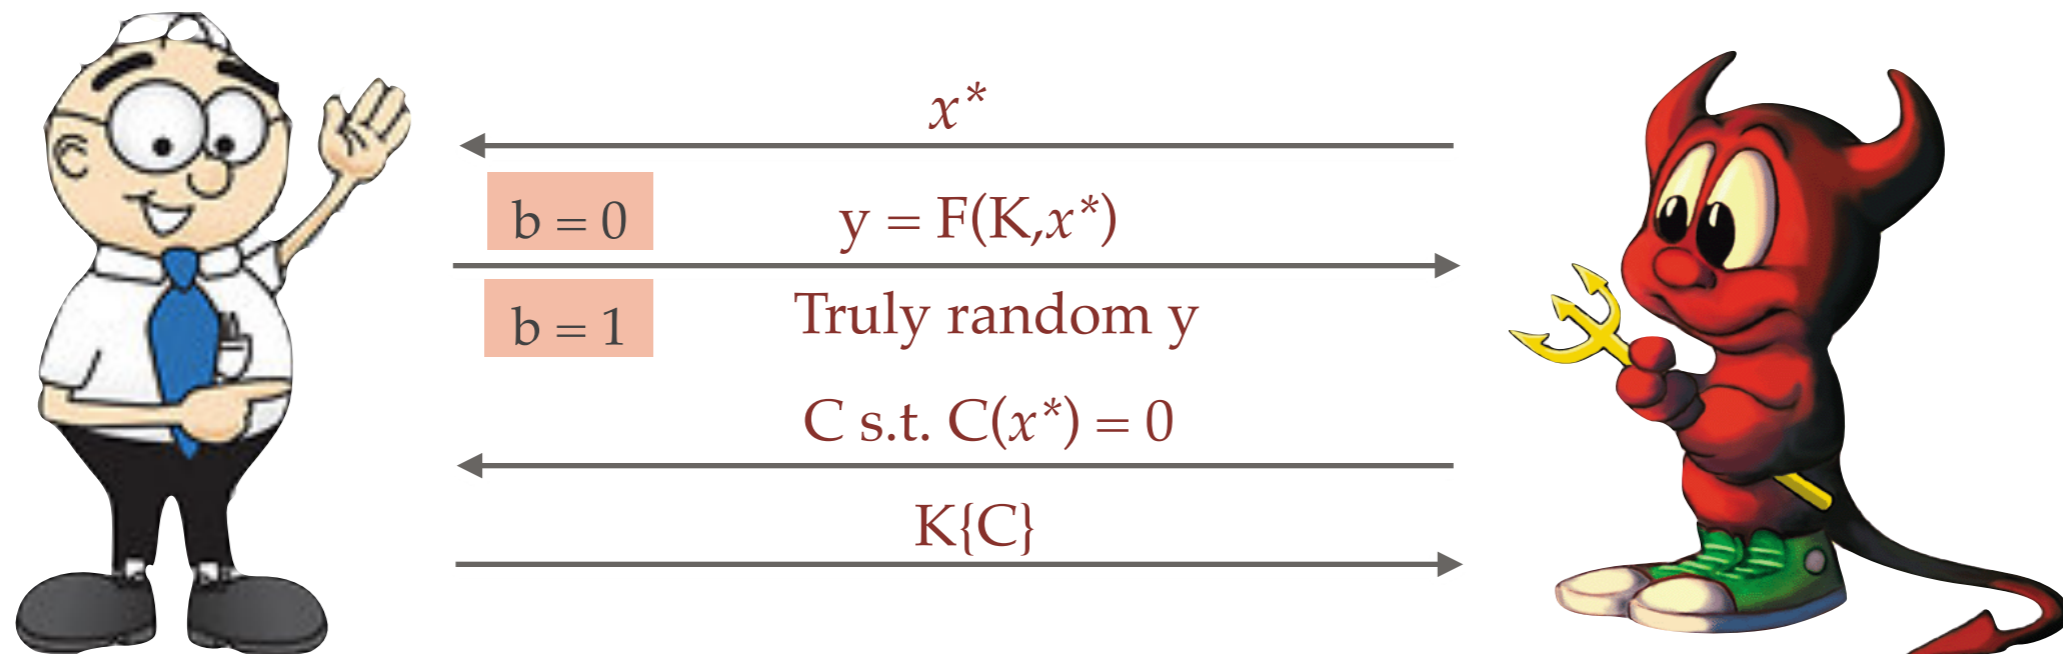 x*
b = 0 y = F(K,x*)
b = 1 Truly random y
C s.t. C(x*) = 0
K{C}